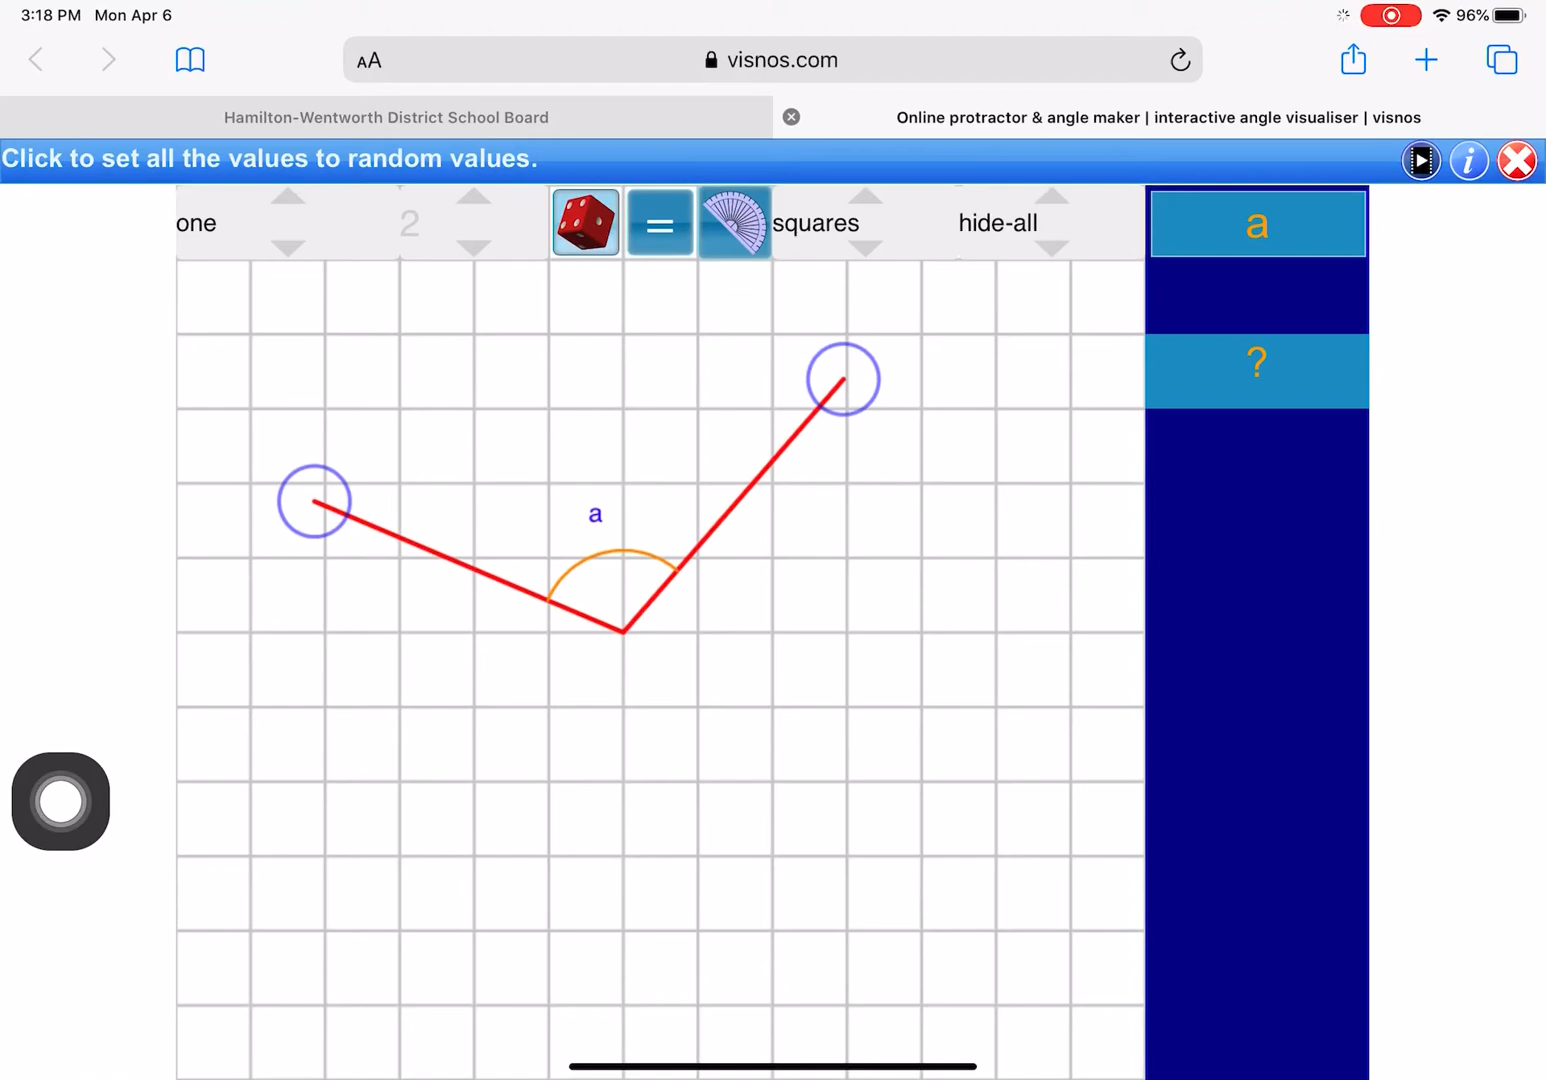 3:18 PM Mon Apr 6
96%
AA
visnos.com
Hamilton-Wentworth District School Board
Online protractor & angle maker | interactive angle visualiser | visnos
Click to set all the values to random values.
one
2
=
squares
hide-all
a
?
a